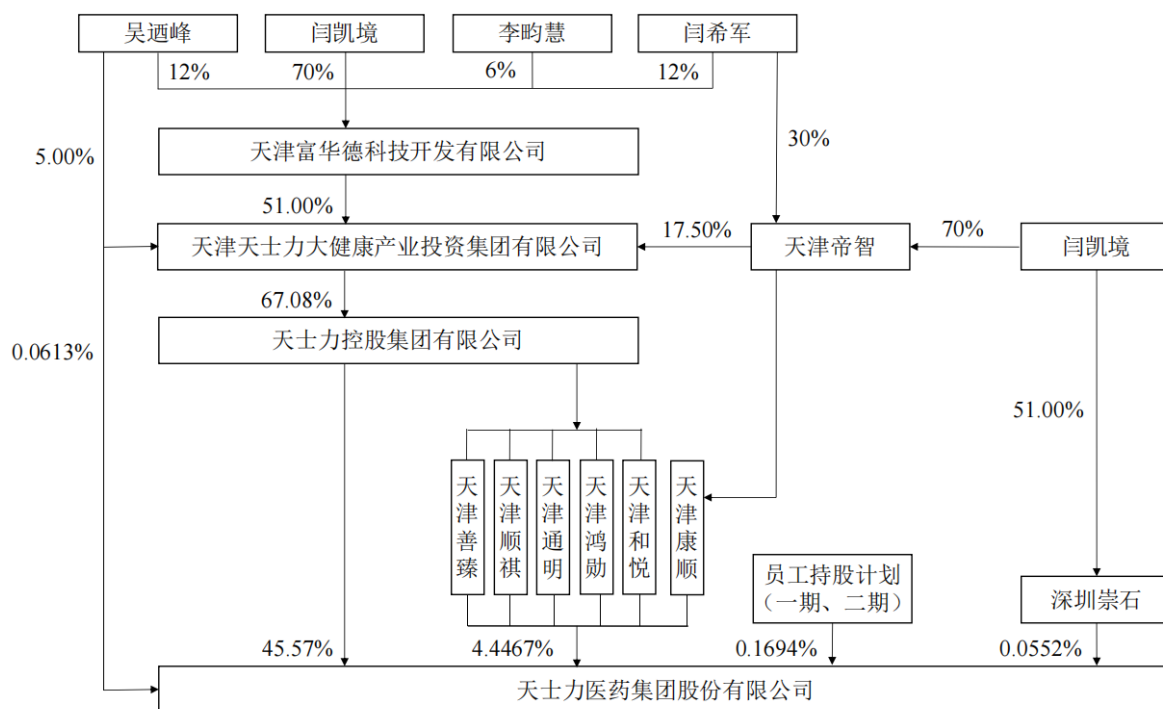 吴迺峰
闫凯境
李畇慧
闫希军
12%
70%
6%
12%
5.00%
30%
天津富华德科技开发有限公司
51.00%
天津天士力大健康产业投资集团有限公司
17.50%
天津帝智
70%
闫凯境
67.08%
天士力控股集团有限公司
0.0613%
51.00%
天津善臻
天津顺祺
天津通明
天津鸿勋
天津和悦
天津康顺
员工持股计划
（一期、二期）
深圳崇石
45.57%
4.4467%
0.1694%
0.0552%
天士力医药集团股份有限公司